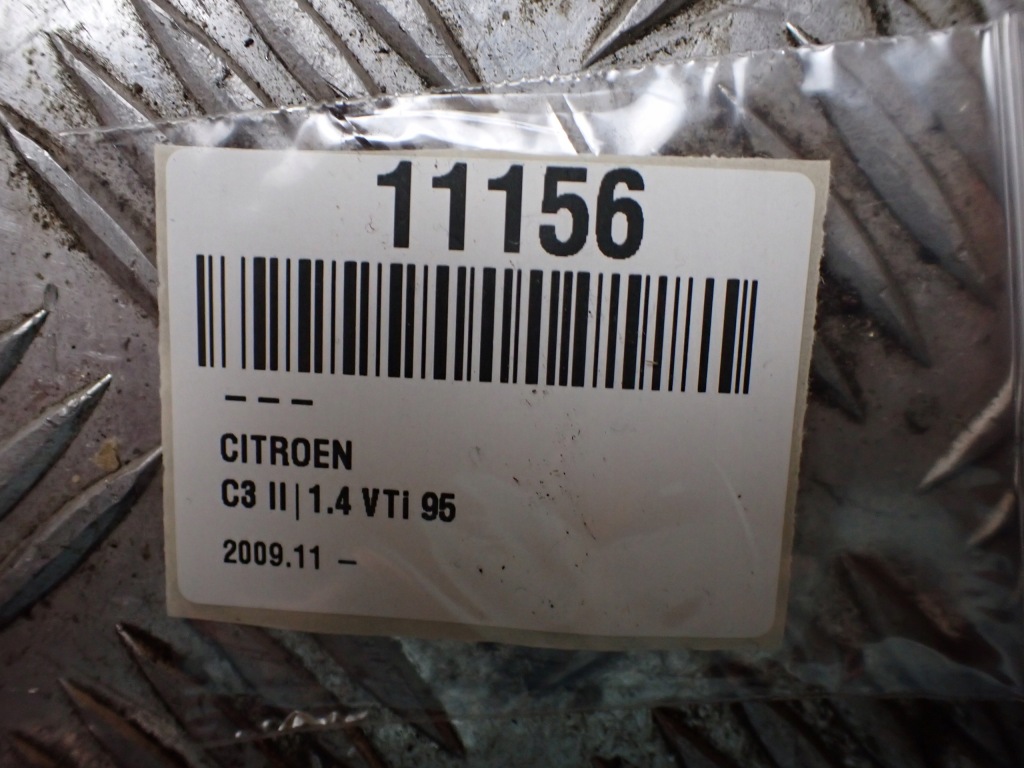 11156
---
CITROEN
C3 II | 1.4 VTi 95
2009.11 –